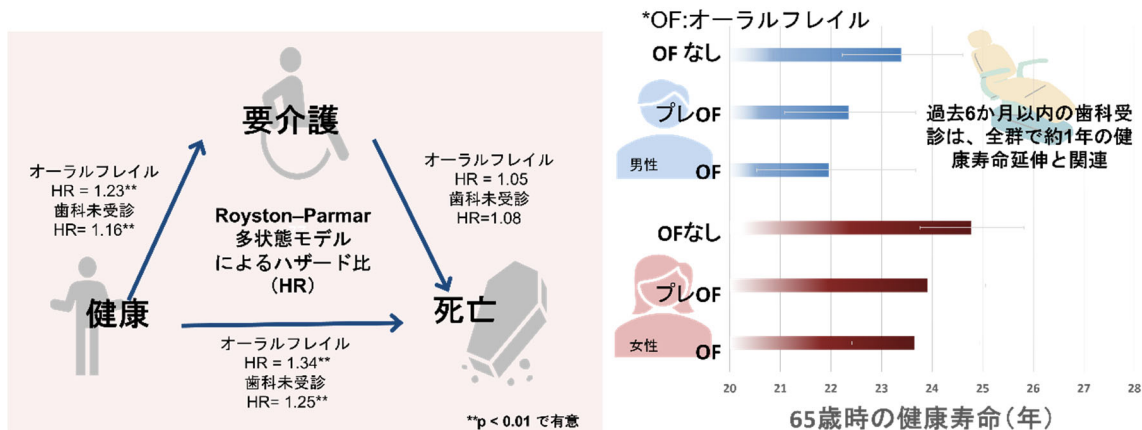 要介護
オーラルフレイル
HR = 1.23**
歯科未受診
HR= 1.16**
オーラルフレイル
HR = 1.05
歯科未受診
HR=1.08
Royston–Parmar
多状態モデル
によるハザード比
（HR）
健康
死亡
オーラルフレイル
HR = 1.34**
歯科未受診
HR= 1.25**
**p < 0.01 で有意
*OF:オーラルフレイル
OF なし
プレOF
男性
OF
過去6か月以内の歯科受
診は、全群で約1年の健
康寿命延伸と関連
OFなし
プレOF
女性
OF
20 21 22 23 24 25 26 27 28
65歳時の健康寿命（年）